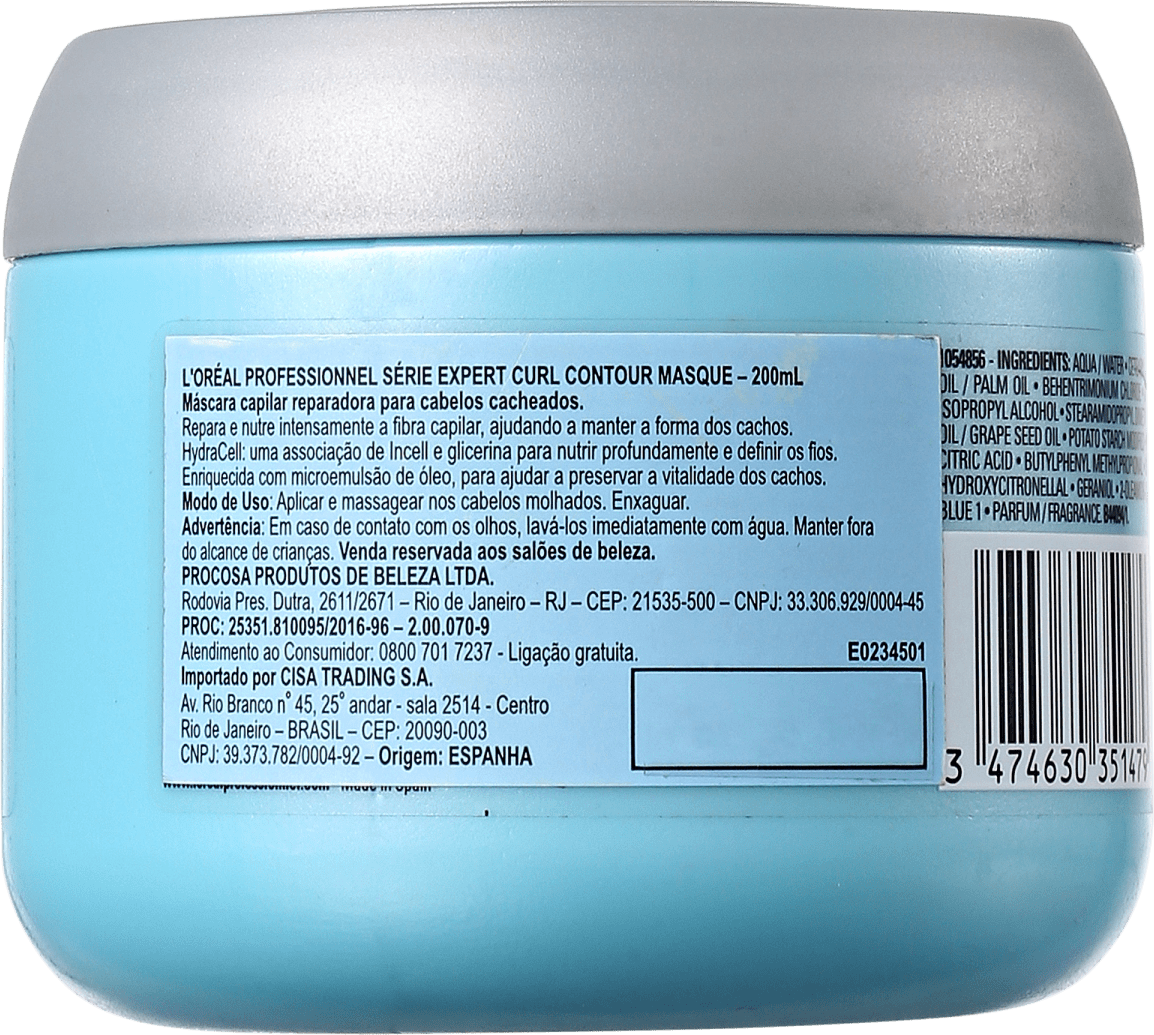 L'ORÉAL PROFESSIONNEL SÉRIE EXPERT CURL CONTOUR MASQUE – 200mL
Máscara capilar reparadora para cabelos cacheados.
Repara e nutre intensamente a fibra capilar, ajudando a manter a forma dos cachos.
HydraCell: uma associação de Incell e glicerina para nutrir profundamente e definir os fios.
Enriquecida com microemulsão de óleo, para ajudar a preservar a vitalidade dos cachos.
Modo de Uso: Aplicar e massagear nos cabelos molhados. Enxaguar.
Advertência: Em caso de contato com os olhos, lavá-los imediatamente com água. Manter fora
do alcance de crianças. Venda reservada aos salões de beleza.
PROCOSA PRODUTOS DE BELEZA LTDA.
Rodovia Pres. Dutra, 2611/2671 – Rio de Janeiro – RJ – CEP: 21535-500 – CNPJ: 33.306.929/0004-45
PROC: 25351.810095/2016-96 – 2.00.070-9
Atendimento ao Consumidor: 0800 701 7237 - Ligação gratuita.
E0234501
Importado por CISA TRADING S.A.
Av. Rio Branco n° 45, 25° andar - sala 2514 - Centro
Rio de Janeiro – BRASIL – CEP: 20090-003
CNPJ: 39.373.782/0004-92 – Origem: ESPANHA
Made in Spain
1054856 - INGREDIENTS: AQUA / WATER •
OIL / PALM OIL • BEHENTRIMONIUM
ISOPROPYL ALCOHOL •
OIL / GRAPE SEED OIL • POTATO STARCH
CITRIC ACID • BUTYLPHENYL
HYDROXYCITRONELLAL • GERANIOL •
BLUE 1 • PARFUM / FRAGRANCE
3 474630 351479